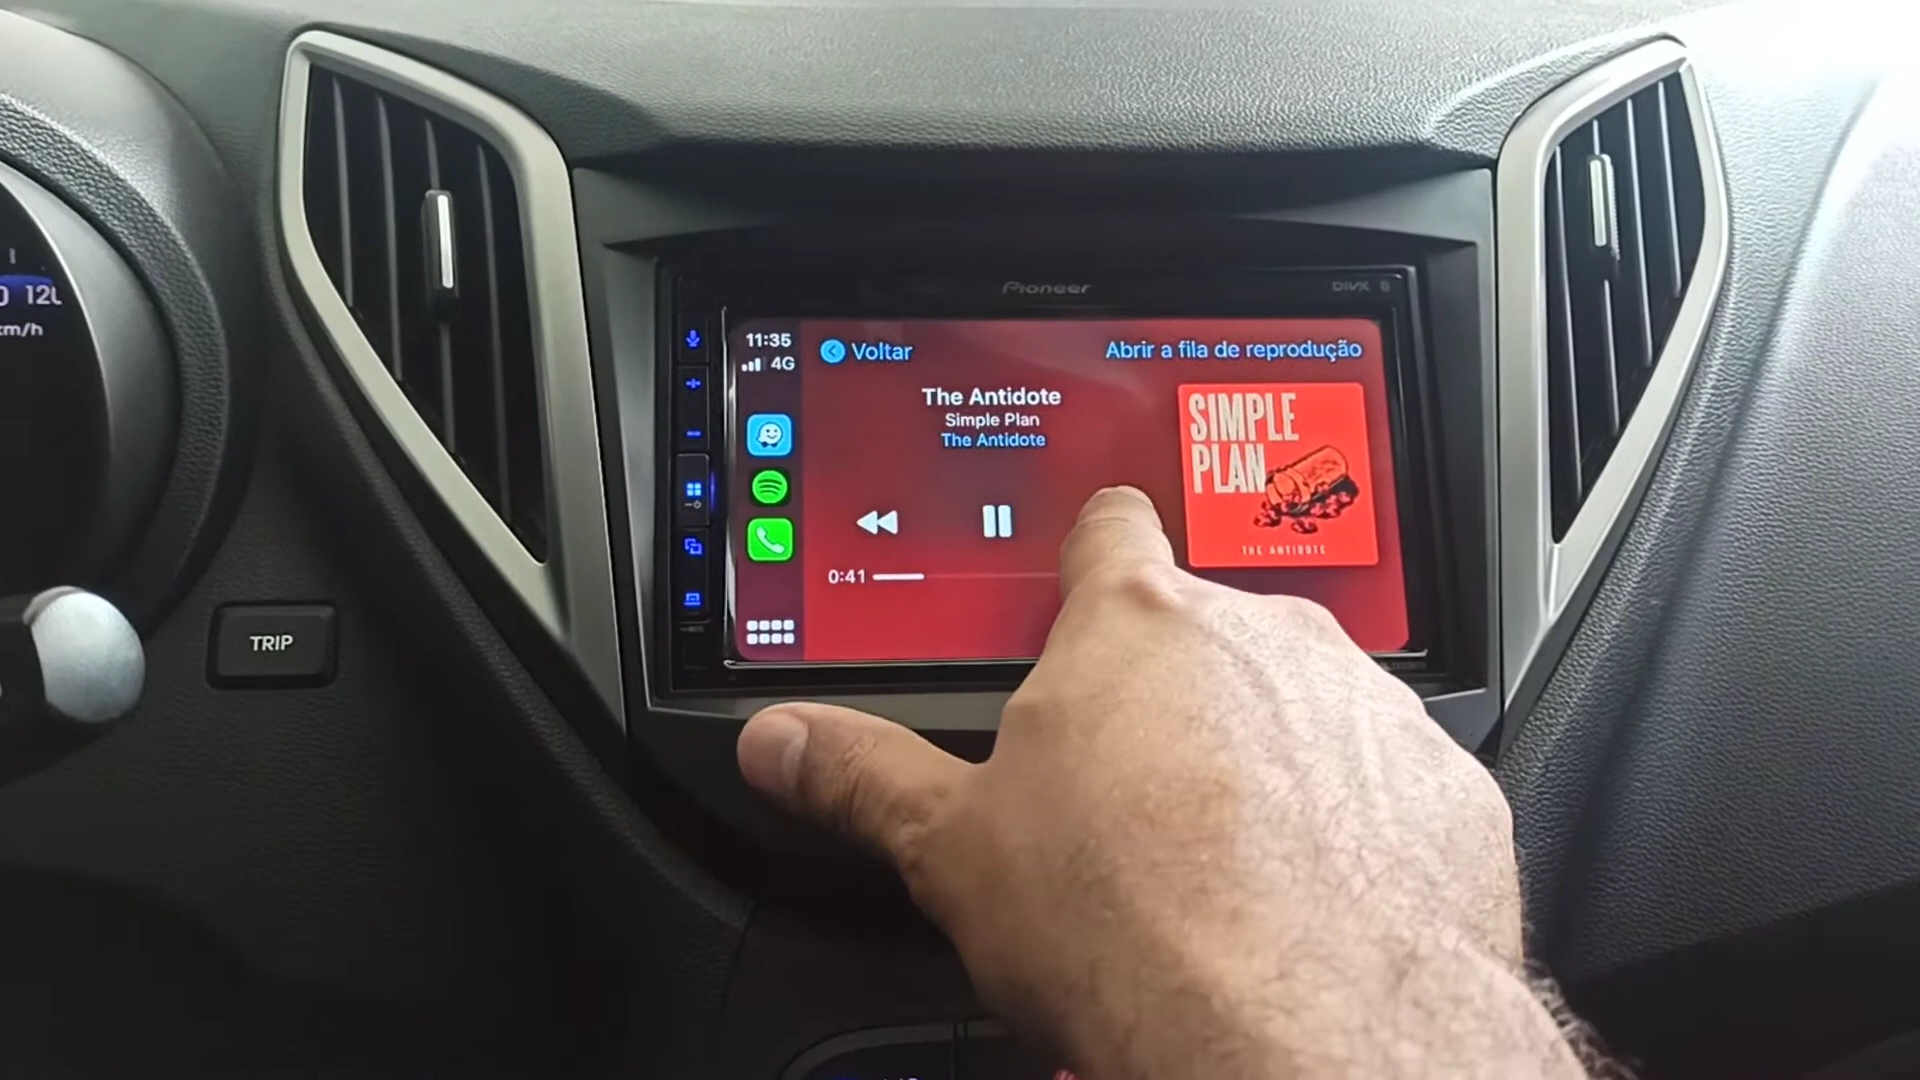 Pioneer
DIVX
11:35
4G
Voltar
Abrir a fila de reprodução
The Antidote
Simple Plan
The Antidote
SIMPLE
PLAN
THE ANTIDOTE
0:41
km/h
TRIP